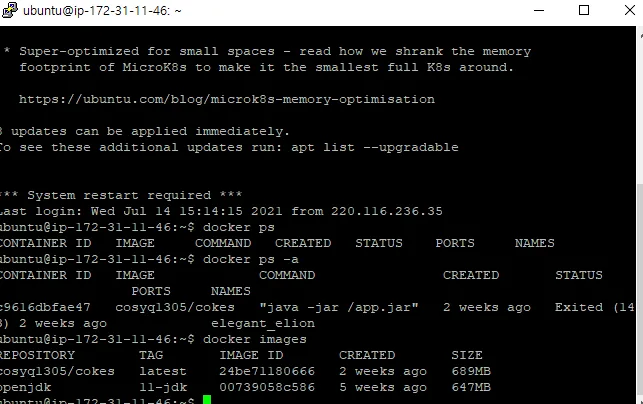 ubuntu@ip-172-31-11-46: ~
* Super-optimized for small spaces - read how we shrank the memory
footprint of MicroK8s to make it the smallest full K8s around.
https://ubuntu.com/blog/microk8s-memory-optimisation
updates can be applied immediately.
To see these additional updates run: apt list --upgradable
*** System restart required ***
Last login: Wed Jul 14 15:14:15 2021 from 220.116.236.35
ubuntu@ip-172-31-11-46:~$ docker ps
CONTAINER ID IMAGE COMMAND CREATED STATUS PORTS NAMES
ubuntu@ip-172-31-11-46:~$ docker ps -a
CONTAINER ID IMAGE COMMAND CREATED STATUS
PORTS NAMES
c9616dbfae47 cosyq1305/cokes "java -jar /app.jar" 2 weeks ago Exited (14
3) 2 weeks ago elegant_elion
ubuntu@ip-172-31-11-46:~$ docker images
REPOSITORY TAG IMAGE ID CREATED SIZE
cosyq1305/cokes latest 24be71180666 2 weeks ago 689MB
openjdk 11-jdk 00739058c586 5 weeks ago 647MB
ubuntu@ip-172-31-11-46:~$